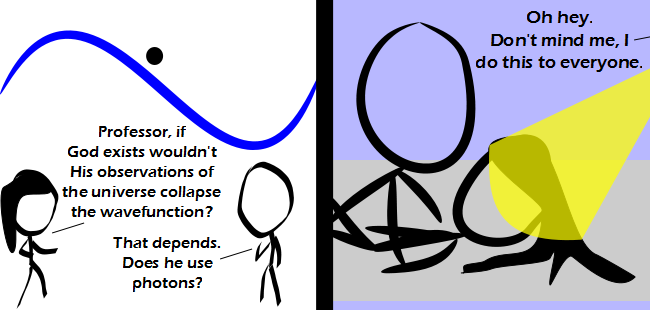 Professor, if
God exists wouldn't
His observations of
the universe collapse
the wavefunction?
That depends.
Does he use
photons?
Oh hey.
Don't mind me, I
do this to everyone.